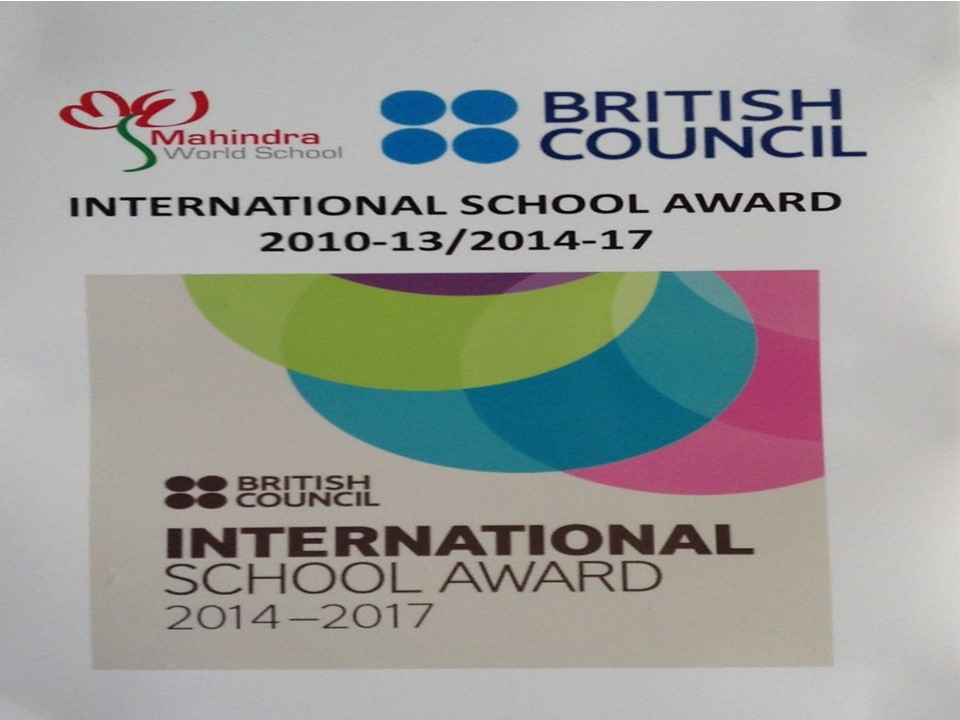 Mahindra
World School
BRITISH
COUNCIL
INTERNATIONAL SCHOOL AWARD
2010-13/2014-17
BRITISH
COUNCIL
INTERNATIONAL
SCHOOL AWARD
2014–2017